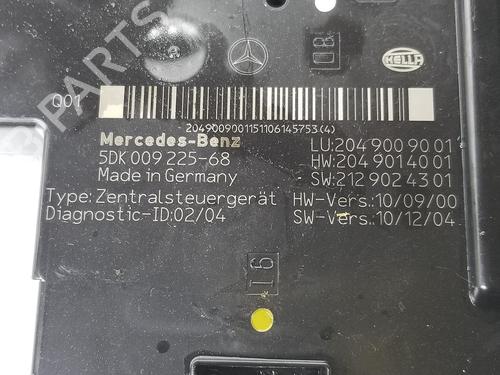 B PARTS
08
HELLA
Q01
2049009001151106145753(4)
Mercedes-Benz
LU:204 900 90 01
5DK 009 225-68
HW:204 901 40 01
Made in Germany
SW:212 902 43 01
Type:Zentralsteuergerät
HW-Vers.:10/09/00
Diagnostic-ID:02/04
SW-Vers.:10/12/04
16